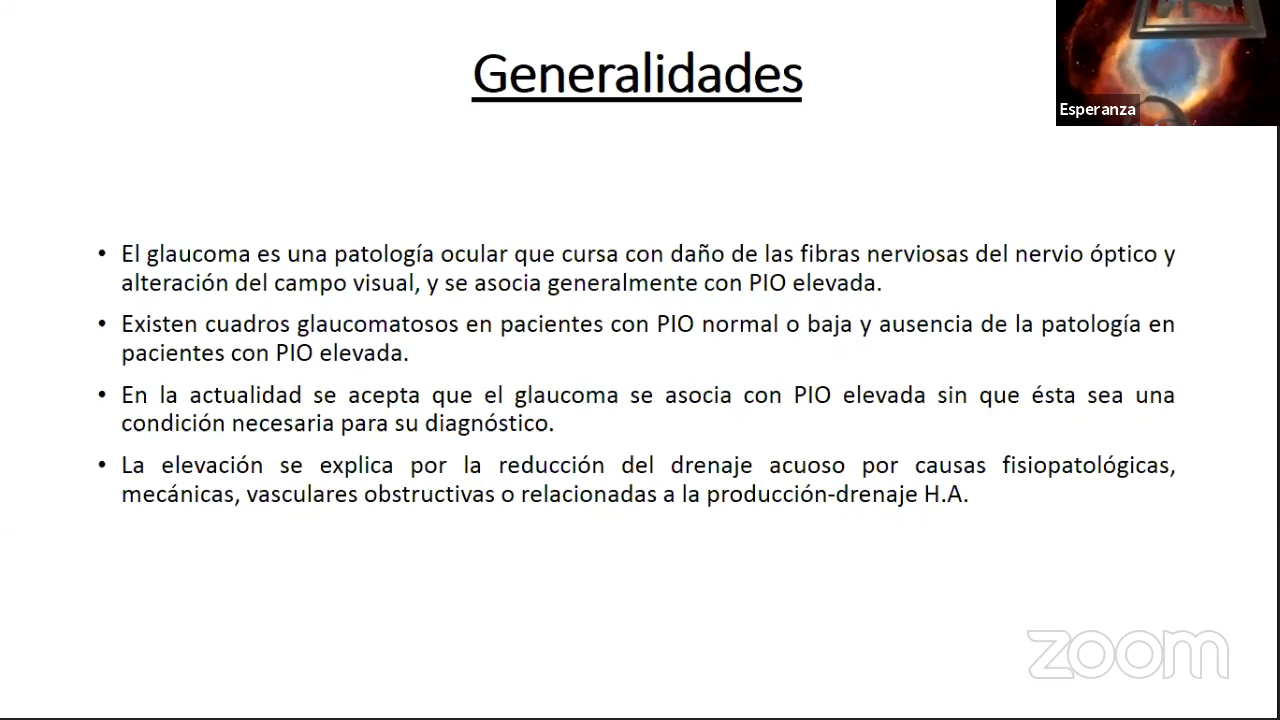 Generalidades
Esperanza
• El glaucoma es una patología ocular que cursa con daño de las fibras nerviosas del nervio óptico y
alteración del campo visual, y se asocia generalmente con PIO elevada.
• Existen cuadros glaucomatosos en pacientes con PIO normal o baja y ausencia de la patología en
pacientes con PIO elevada.
• En la actualidad se acepta que el glaucoma se asocia con PIO elevada sin que ésta sea una
condición necesaria para su diagnóstico.
• La elevación se explica por la reducción del drenaje acuoso por causas fisiopatológicas,
mecánicas, vasculares obstructivas o relacionadas a la producción-drenaje H.A.
zoom